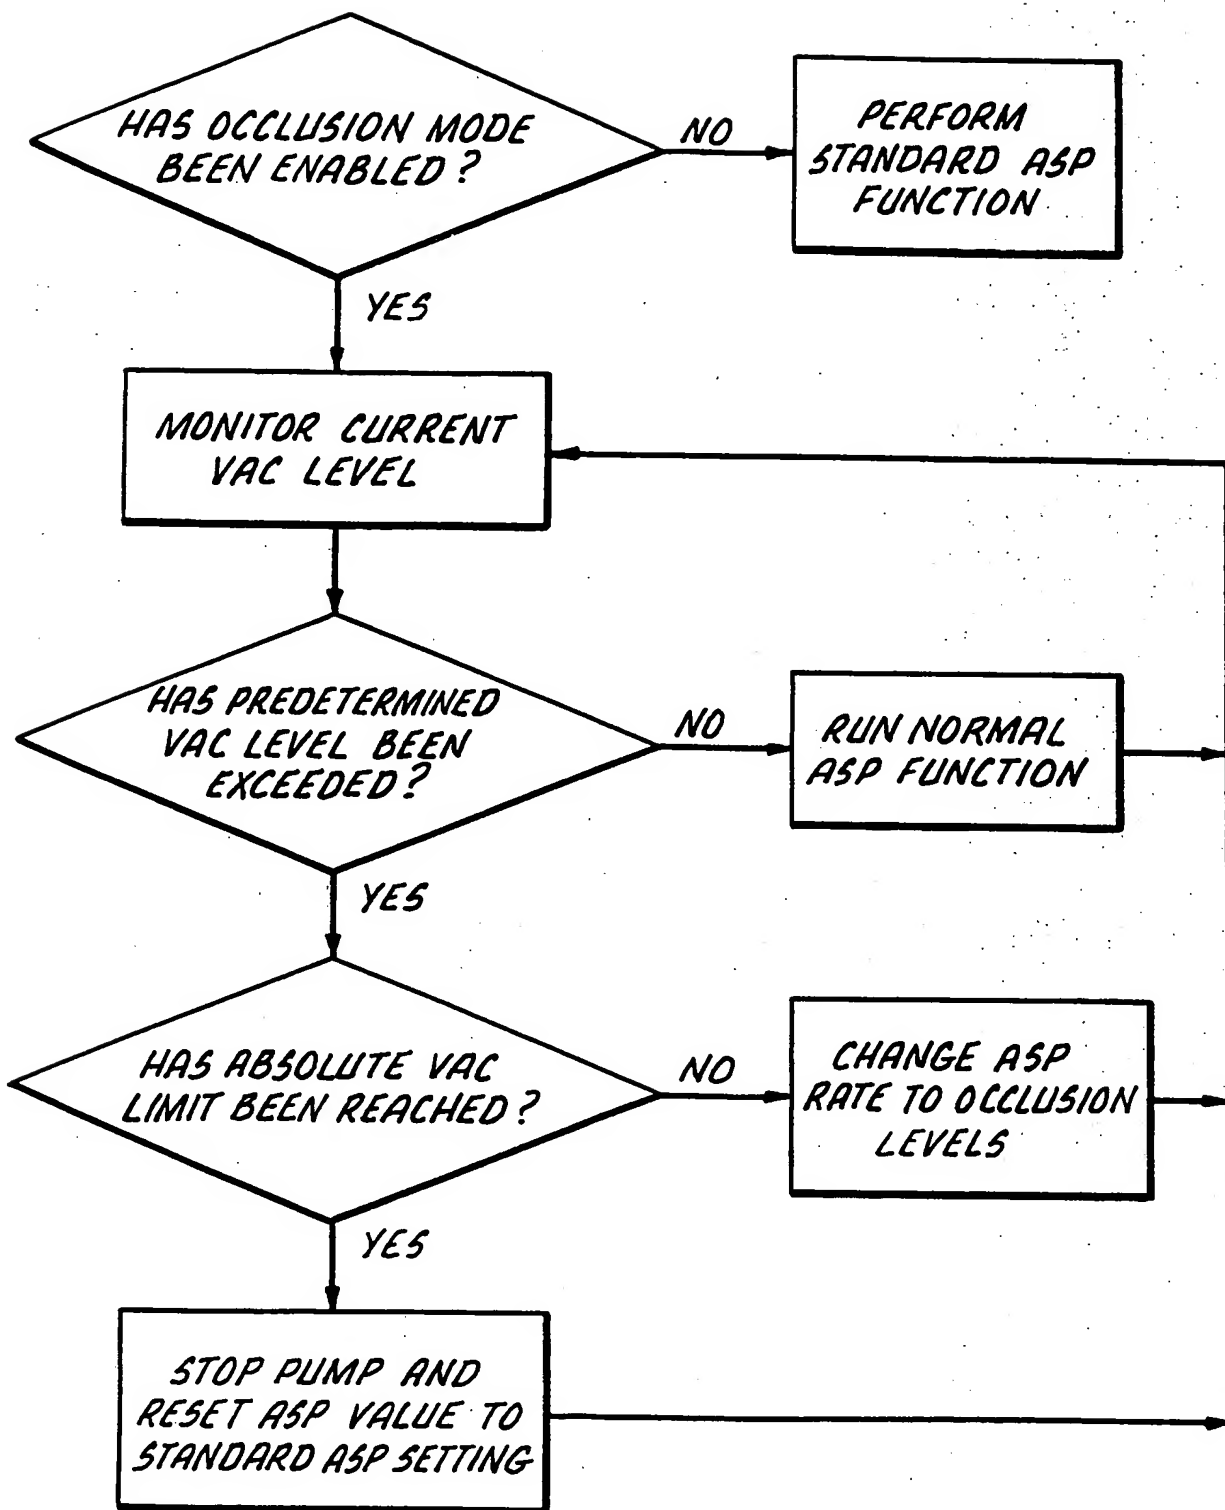 HAS OCCLUSION MODE
BEEN ENABLED?
NO
PERFORM
STANDARD ASP
FUNCTION
YES
MONITOR CURRENT
VAC LEVEL
HAS PREDETERMINED
VAC LEVEL BEEN
EXCEEDED?
NO
RUN NORMAL
ASP FUNCTION
YES
HAS ABSOLUTE VAC
LIMIT BEEN REACHED?
NO
CHANGE ASP
RATE TO OCCLUSION
LEVELS
YES
STOP PUMP AND
RESET ASP VALUE TO
STANDARD ASP SETTING